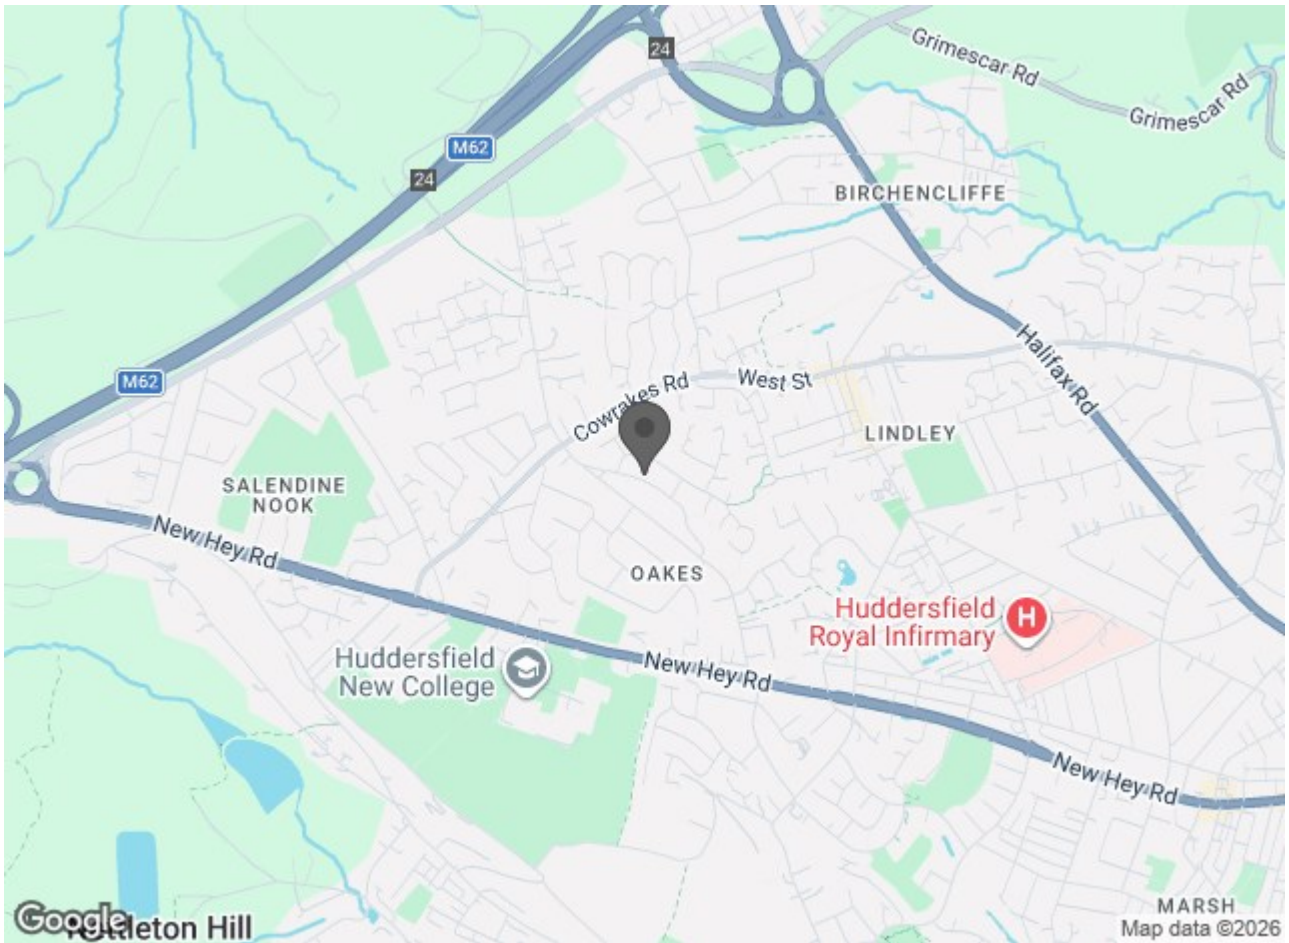 24
Grimescar Rd
Grimescar Rd
M62
24
BIRCHENCLIFFE
Halifax Rd
M62
Cowrakes Rd
West St
LINDLEY
SALENDINE
NOOK
New Hey Rd
OAKES
Huddersfield
Royal Infirmary
H
Huddersfield
New College
New Hey Rd
New Hey Rd
MARSH
Google
ttleton Hill
Map data ©2026